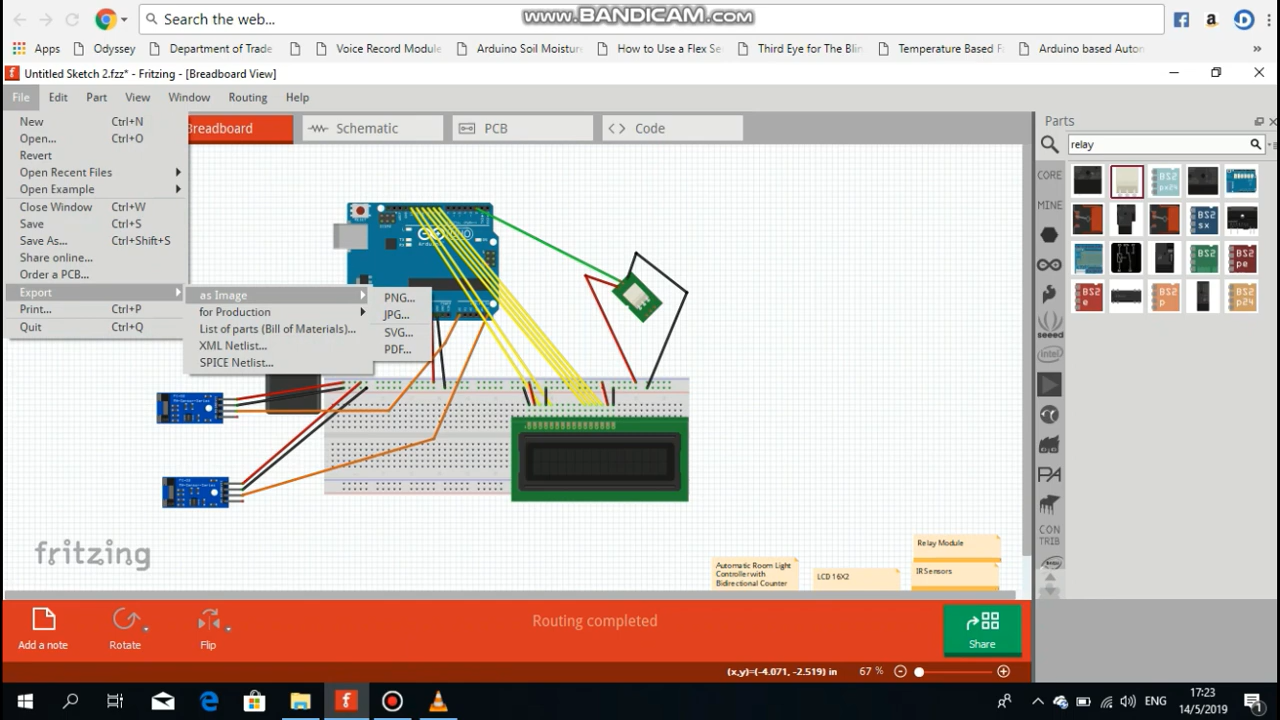 www.BANDICAM.com
Search the web...
Apps
Odyssey
Department of Trade
Voice Record Module
Arduino Soil Moistur
How to Use a Flex Se
Third Eye for The Blin
Temperature Based F
Arduino based Auton
»
Untitled Sketch 2.fzz* - Fritzing - [Breadboard View]
File Edit Part View Window Routing Help
New Ctrl+N
Open... Ctrl+O
Revert
Open Recent Files
Open Example
Close Window Ctrl+W
Save Ctrl+S
Save As... Ctrl+Shift+S
Share online...
Order a PCB...
Export
Print... Ctrl+P
Quit Ctrl+Q
as Image
for Production
List of parts (Bill of Materials)...
XML Netlist...
SPICE Netlist...
PNG...
JPG...
SVG...
PDF...
Breadboard
Schematic
PCB
Code
Parts
relay
CORE
MINE
seeed
intel
PA
CON
TRIB
fritzing
Automatic Room Light
Controller with
Bidirectional Counter
LCD 16X2
Relay Module
IR Sensors
Add a note
Rotate
Flip
Routing completed
Share
(x,y)=(-4.071, -2.519) in
67 %
ENG
17:23
14/5/2019